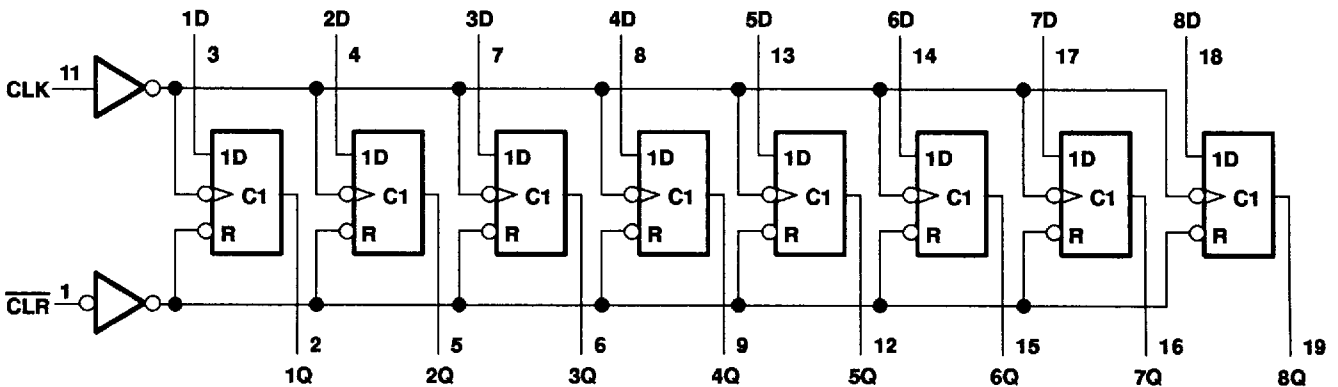 1D 2D 3D 4D 5D 6D 7D 8D
3 4 7 8 13 14 17 18
CLK 11
1D 1D 1D 1D 1D 1D 1D 1D
C1 C1 C1 C1 C1 C1 C1 C1
R R R R R R R R
CLR 1
2 5 6 9 12 15 16 19
1Q 2Q 3Q 4Q 5Q 6Q 7Q 8Q